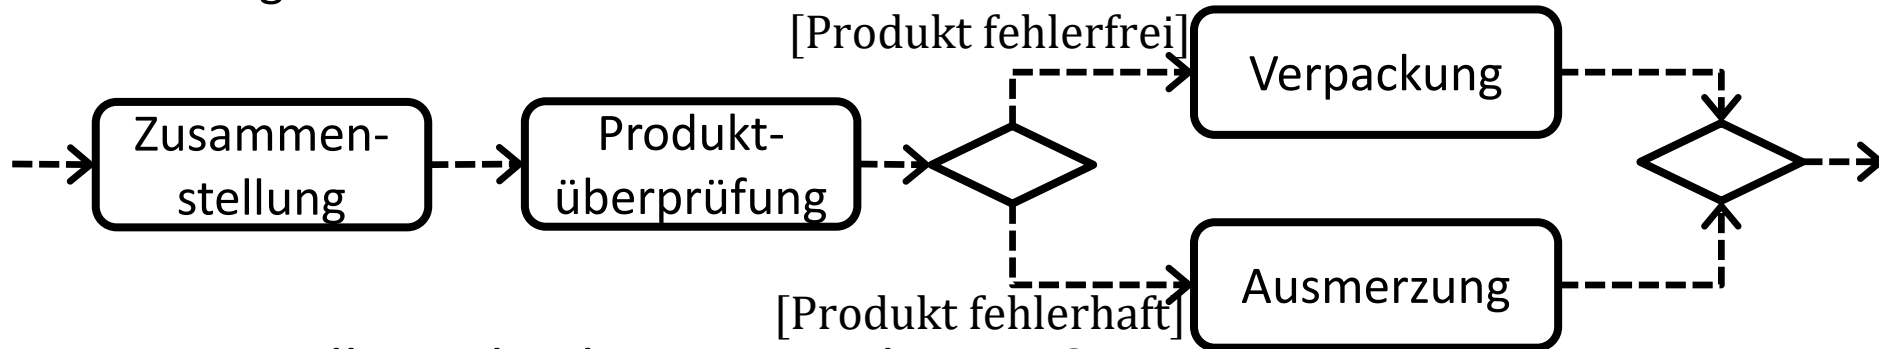 [Produkt fehlerfrei]
Verpackung
Zusammen-
stellung
Produkt-
überprüfung
Ausmerzung
[Produkt fehlerhaft]